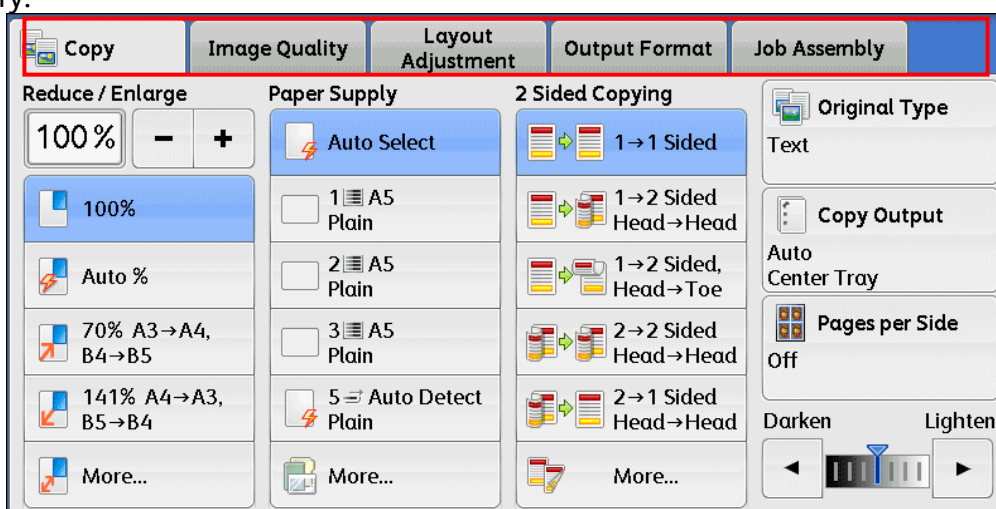 ry.
Copy
Image Quality
Layout
Adjustment
Output Format
Job Assembly
Reduce / Enlarge
100%
-
+
100%
Auto %
70% A3→A4,
B4→B5
141% A4→A3,
B5→B4
More...
Paper Supply
Auto Select
1 A5
Plain
2 A5
Plain
3 A5
Plain
5 Auto Detect
Plain
More...
2 Sided Copying
1→1 Sided
1→2 Sided
Head→Head
1→2 Sided,
Head→Toe
2→2 Sided
Head→Head
2→1 Sided
Head→Head
More...
Original Type
Text
Copy Output
Auto
Center Tray
Pages per Side
Off
Darken Lighten